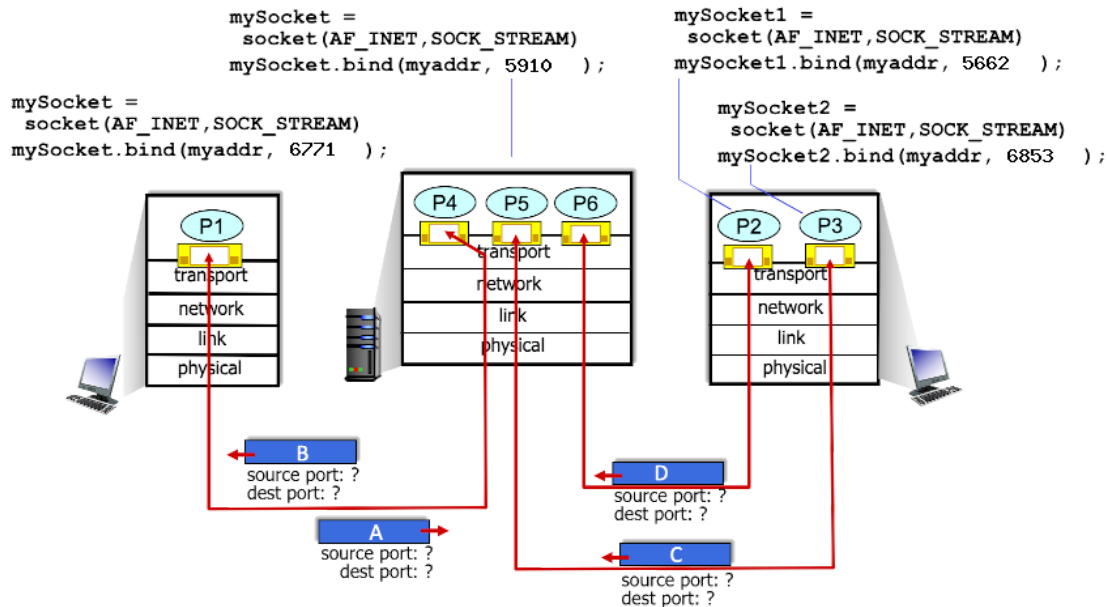 mySocket =
socket(AF_INET,SOCK_STREAM)
mySocket.bind(myaddr, 5910 );
mySocket1 =
socket(AF_INET,SOCK_STREAM)
mySocket1.bind(myaddr, 5662 );
mySocket =
socket(AF_INET,SOCK_STREAM)
mySocket.bind(myaddr, 6771 );
mySocket2 =
socket(AF_INET,SOCK_STREAM)
mySocket2.bind(myaddr, 6853 );
P1
transport
network
link
physical
P4 P5 P6
transport
network
link
physical
P2 P3
transport
network
link
physical
B
source port: ?
dest port: ?
A
source port: ?
dest port: ?
D
source port: ?
dest port: ?
C
source port: ?
dest port: ?